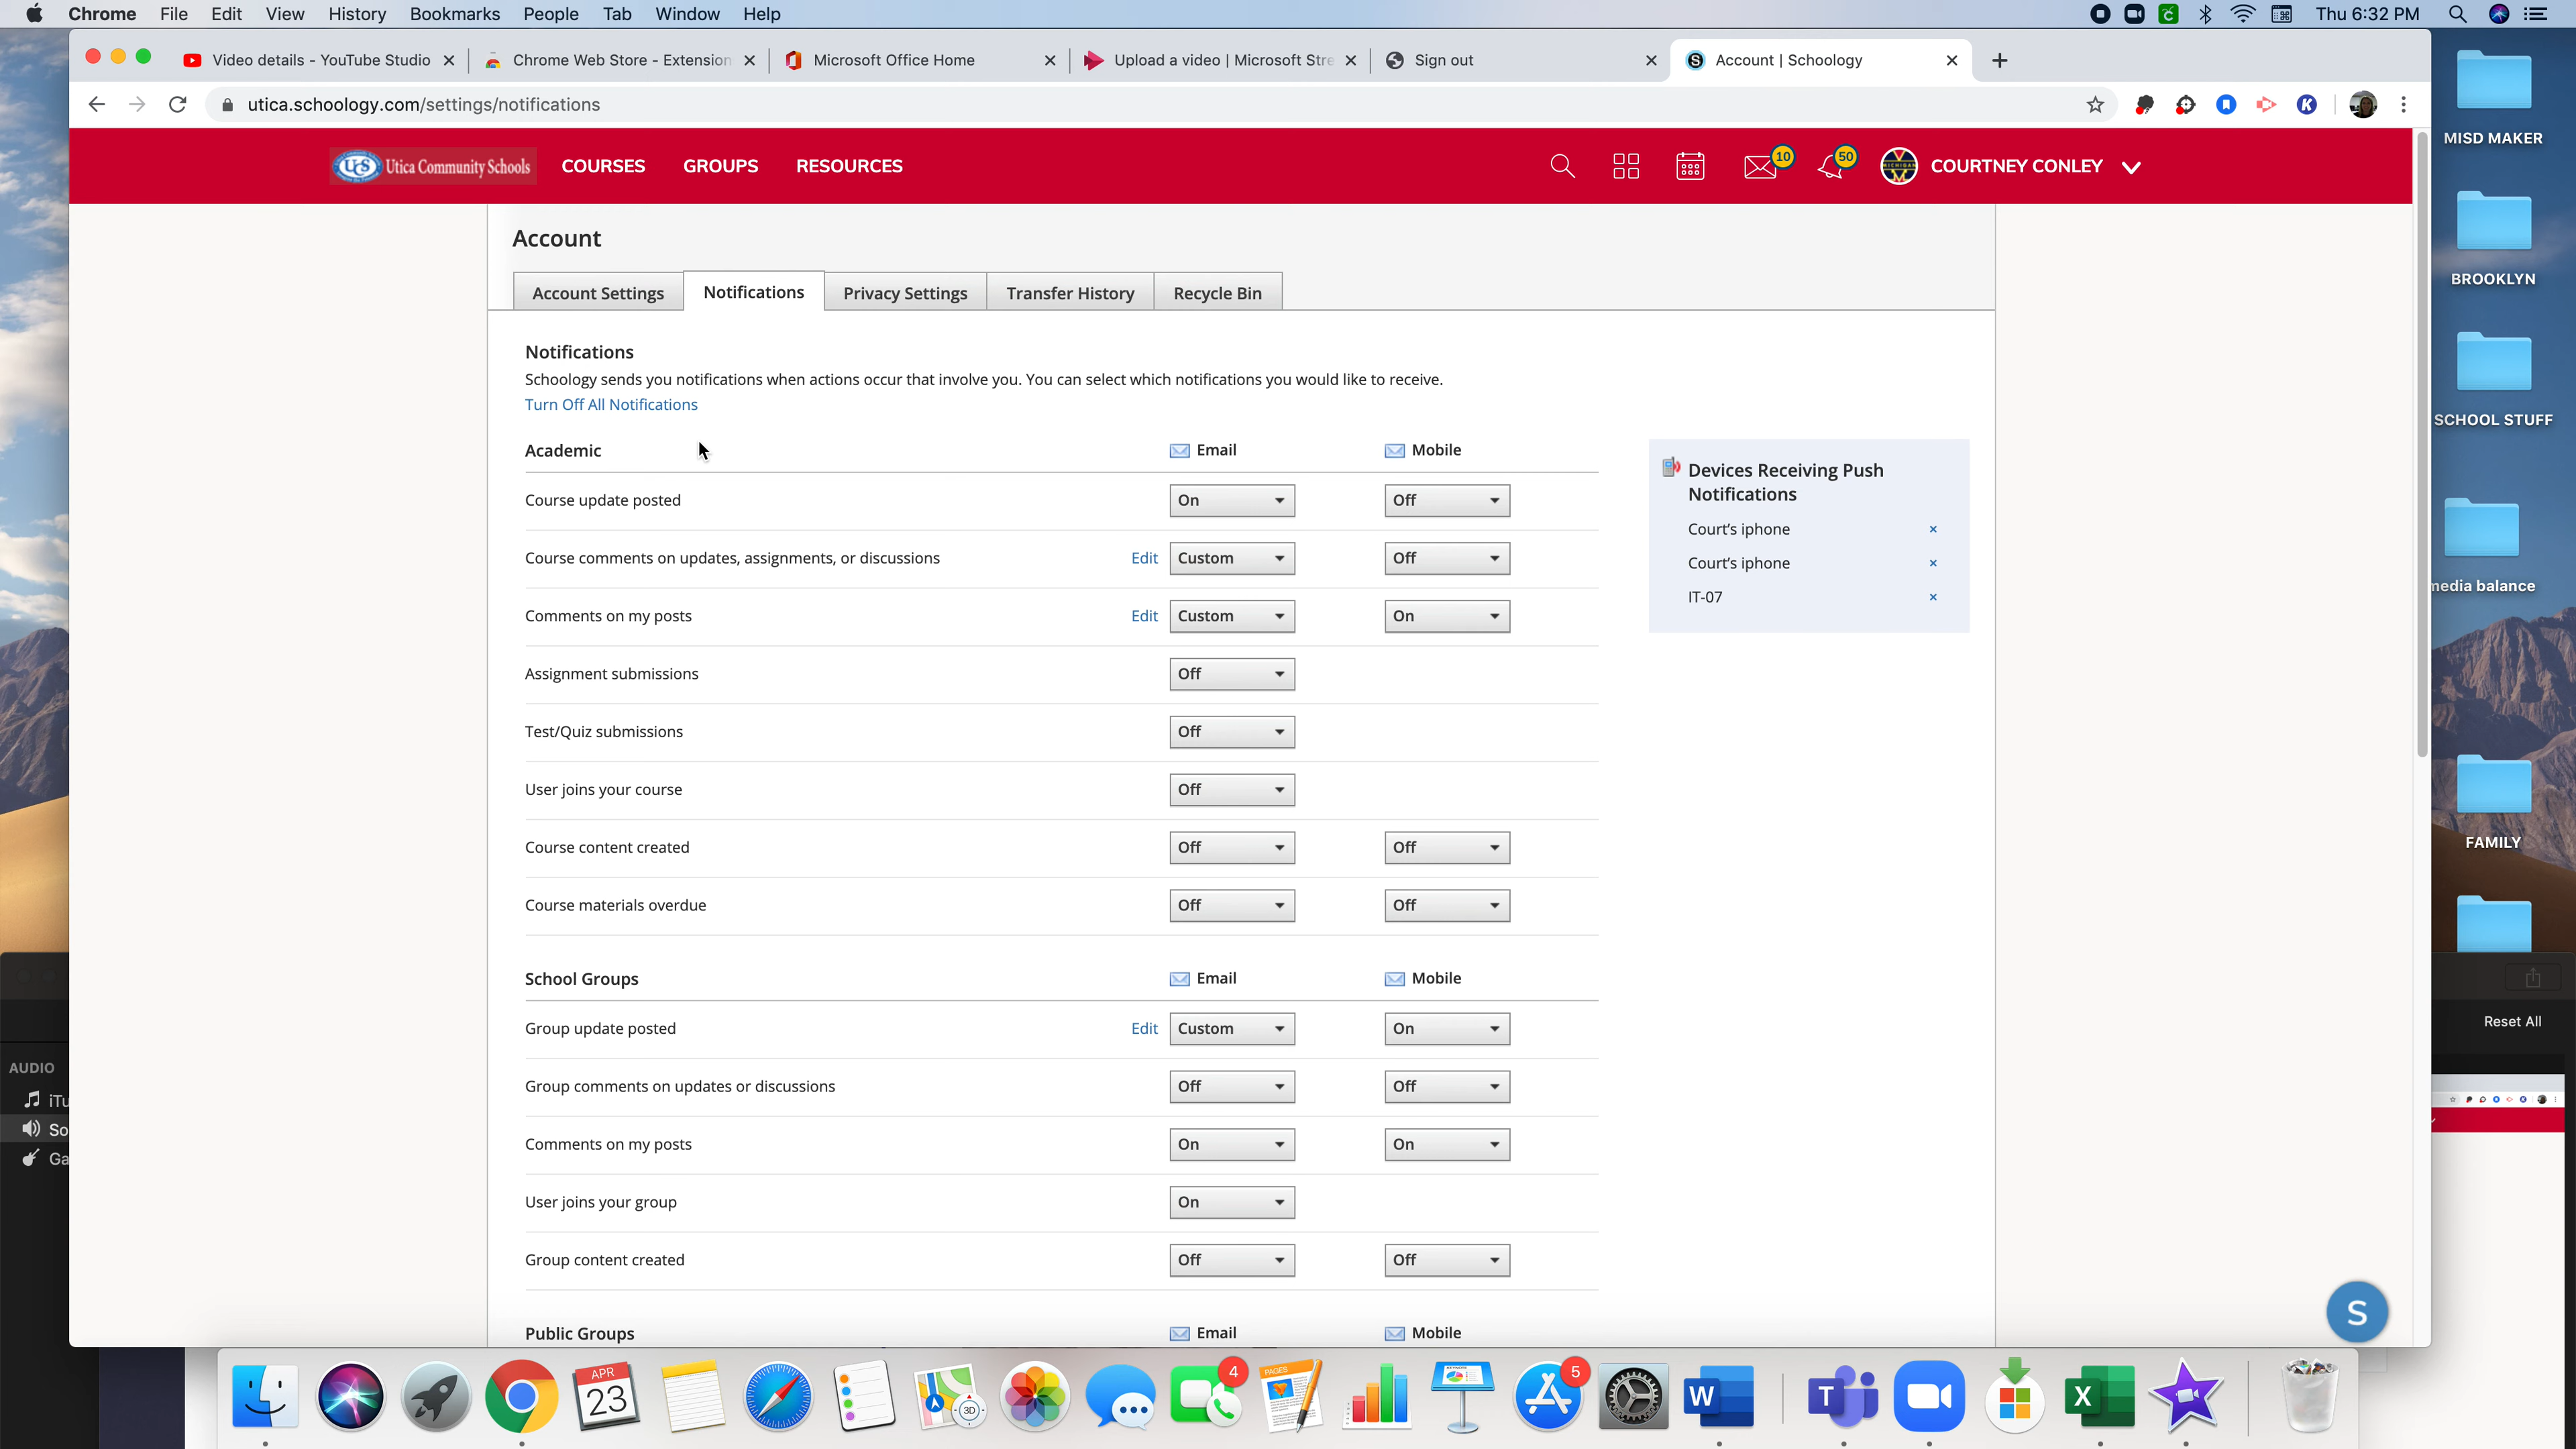 Chrome File Edit View History Bookmarks People Tab Window Help Thu 6:32 PM
Video details - YouTube Studio Chrome Web Store - Extension Microsoft Office Home Upload a video | Microsoft Stre Sign out Account | Schoology
utica.schoology.com/settings/notifications
UCS Utica Community Schools COURSES GROUPS RESOURCES 10 50 COURTNEY CONLEY
Account
Account Settings Notifications Privacy Settings Transfer History Recycle Bin
Notifications
Schoology sends you notifications when actions occur that involve you. You can select which notifications you would like to receive.
Turn Off All Notifications
Academic Email Mobile
Course update posted On Off
Course comments on updates, assignments, or discussions Edit Custom Off
Comments on my posts Edit Custom On
Assignment submissions Off
Test/Quiz submissions Off
User joins your course Off
Course content created Off Off
Course materials overdue Off Off
School Groups Email Mobile
Group update posted Edit Custom On
Group comments on updates or discussions Off Off
Comments on my posts On On
User joins your group On
Group content created Off Off
Public Groups Email Mobile
Devices Receiving Push
Notifications
Court's iphone
Court's iphone
IT-07
S
MISD MAKER
BROOKLYN
SCHOOL STUFF
media balance
FAMILY
Reset All
AUDIO
iTu
So
Ga
APR
23
3D
4
PAGES
5
W
T
X